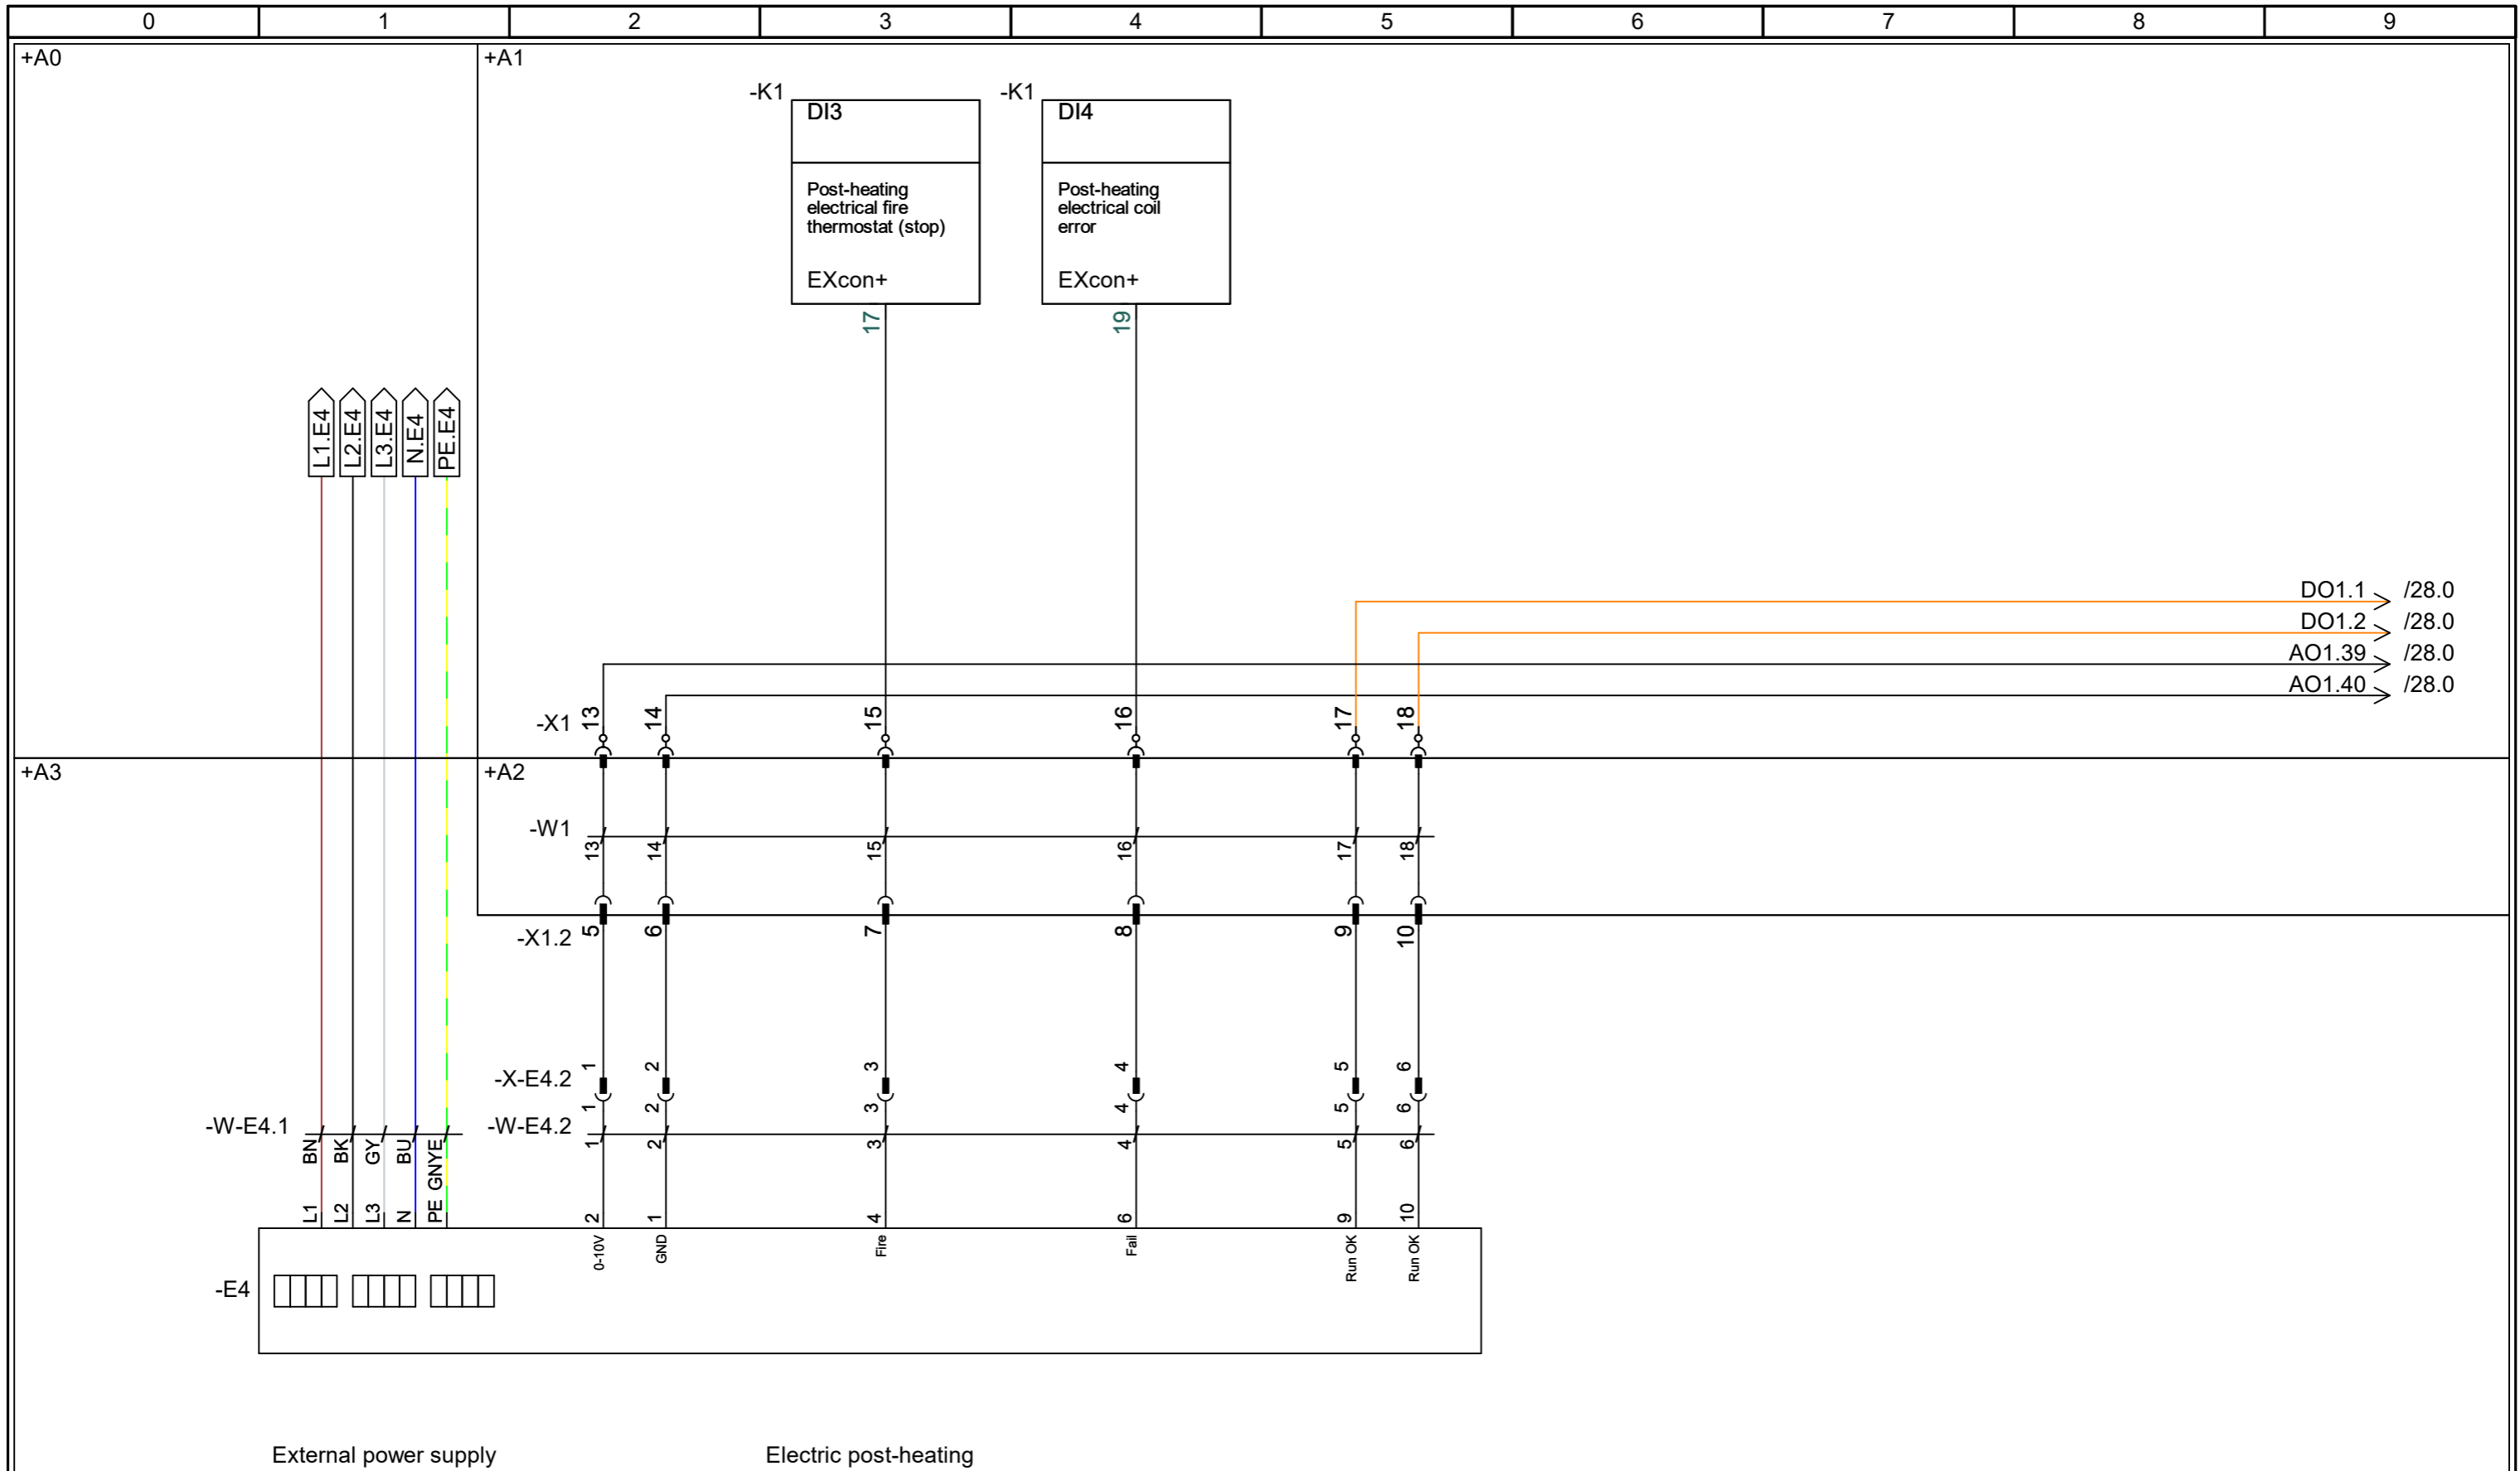 0 1 2 3 4 5 6 7 8 9
+A0 +A1
-K1 -K1
DI3 DI4
Post-heating
electrical fire
thermostat (stop)
Post-heating
electrical coil
error
EXcon+ EXcon+
17 19
L1.E4 L2.E4 L3.E4 N.E4 PE.E4
DO1.1 /28.0
DO1.2 /28.0
AO1.39 /28.0
AO1.40 /28.0
-X1 13 14 15 16 17 18
+A3 +A2
-W1
13 14 15 16 17 18
-X1.2 5 6 7 8 9 10
1 2 3 4 5 6
-X-E4.2
1 2 3 4 5 6
-W-E4.1 -W-E4.2
BN BK GY BU GNYE 1 2 3 4 5 6
L1 L2 L3 N PE 2 1 4 6 9 10
0-10V GND Fire Fail Run OK Run OK
-E4
External power supply Electric post-heating